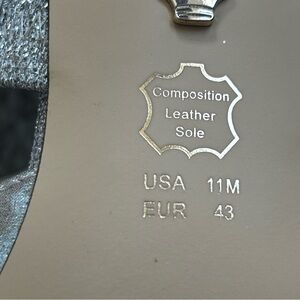 Composition
Leather
Sole
USA 11M
EUR 43